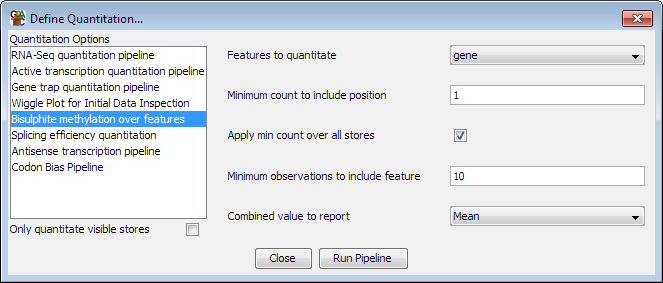 Define Quantitation...
Quantitation Options
RNA-Seq quantitation pipeline
Active transcription quantitation pipeline
Gene trap quantitation pipeline
Wiggle Plot for Initial Data Inspection
Bisulphite methylation over features
Splicing efficiency quantitation
Antisense transcription pipeline
Codon Bias Pipeline
Only quantitate visible stores
Features to quantitate gene
Minimum count to include position 1
Apply min count over all stores
Minimum observations to include feature 10
Combined value to report Mean
Close Run Pipeline